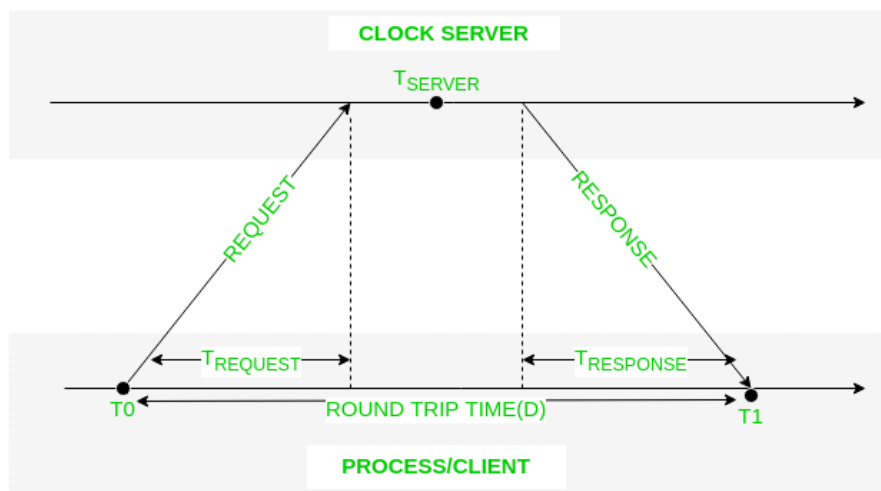 CLOCK SERVER
TSERVER
REQUEST
RESPONSE
TREQUEST
TRESPONSE
T0
ROUND TRIP TIME(D)
T1
PROCESS/CLIENT